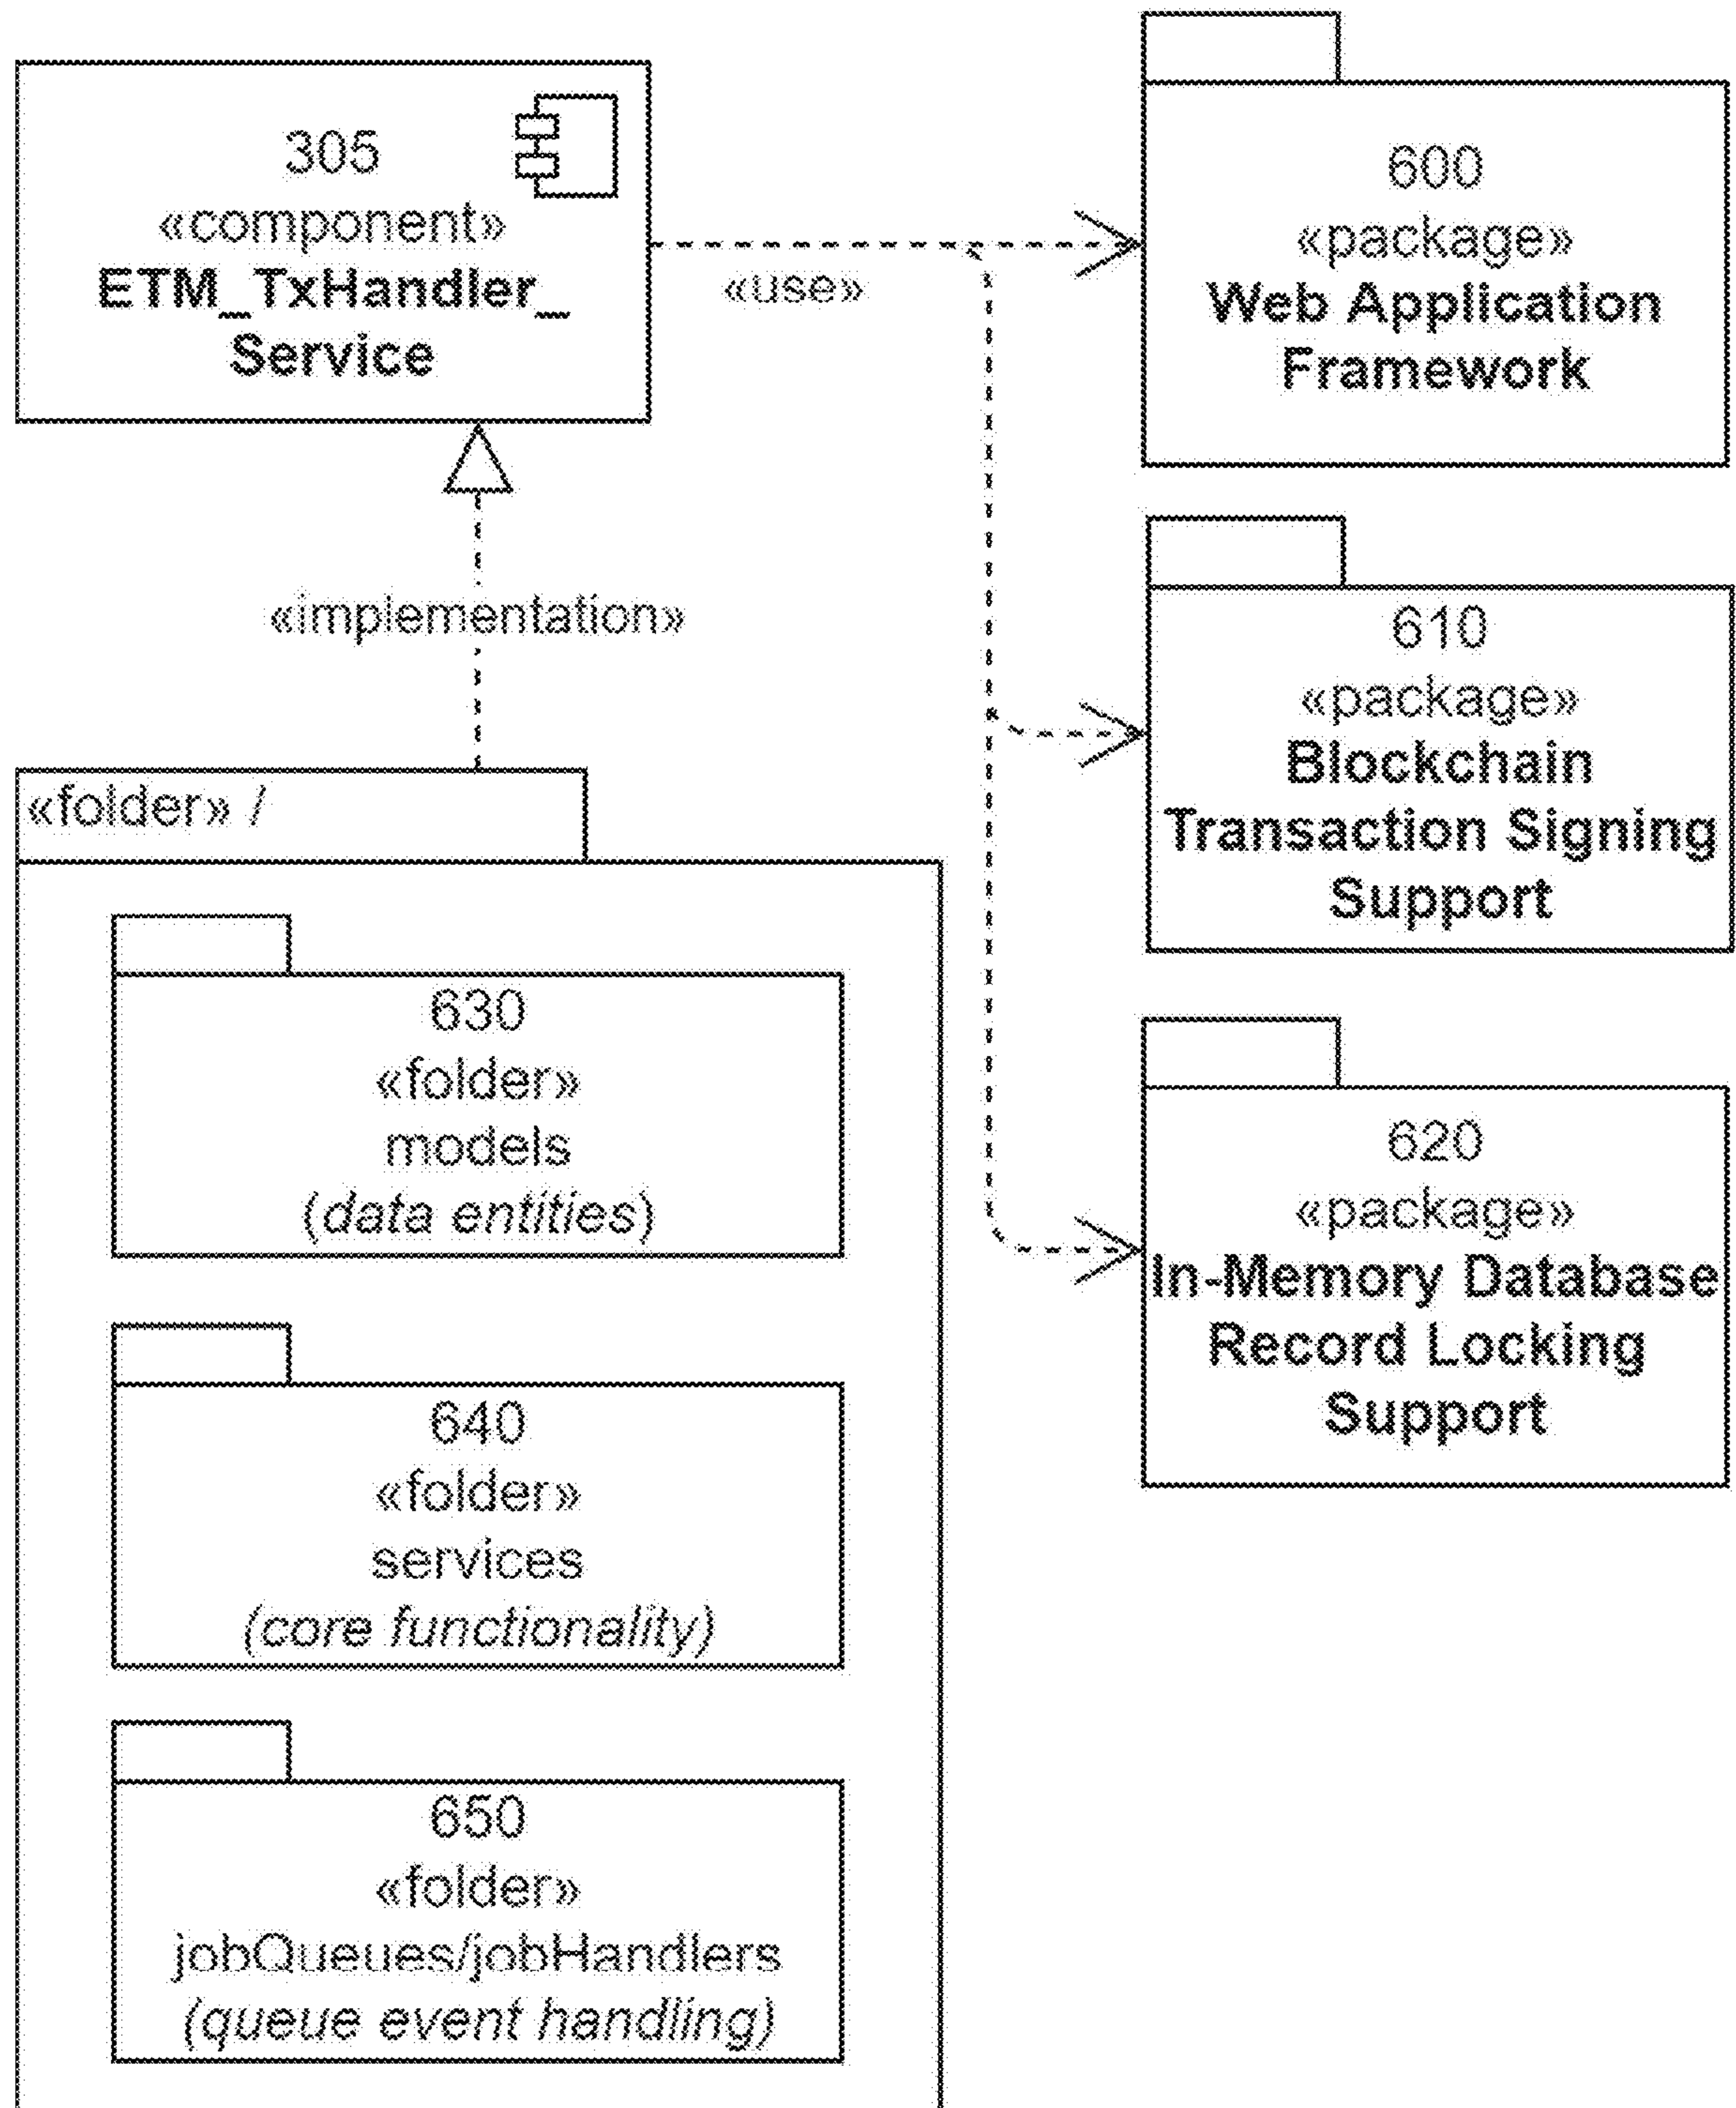 305
«component»
ETM_TxHandler_
Service
«use»
600
«package»
Web Application
Framework
«implementation»
610
«package»
Blockchain
Transaction Signing
Support
«folder» /
630
«folder»
models
(data entities)
620
«package»
In-Memory Database
Record Locking
Support
640
«folder»
services
(core functionality)
650
«folder»
jobQueues/jobHandlers
(queue event handling)